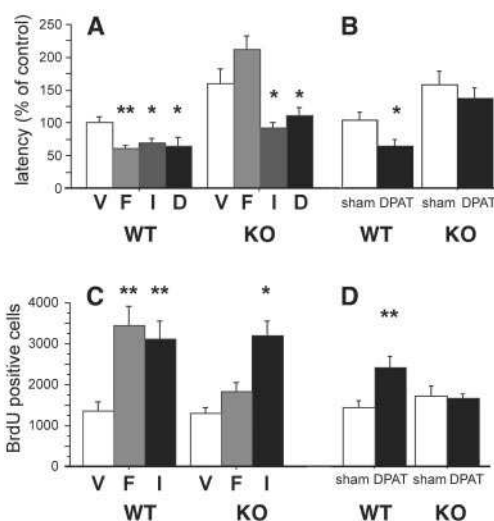 A
B
latency (% of control)
250
200
150
100
50
0
** * *
* *
*
V F I D V F I D
sham DPAT sham DPAT
WT KO WT KO
C
D
BrdU positive cells
4000
3000
2000
1000
0
** **
*
**
V F I V F I
sham DPAT sham DPAT
WT KO WT KO